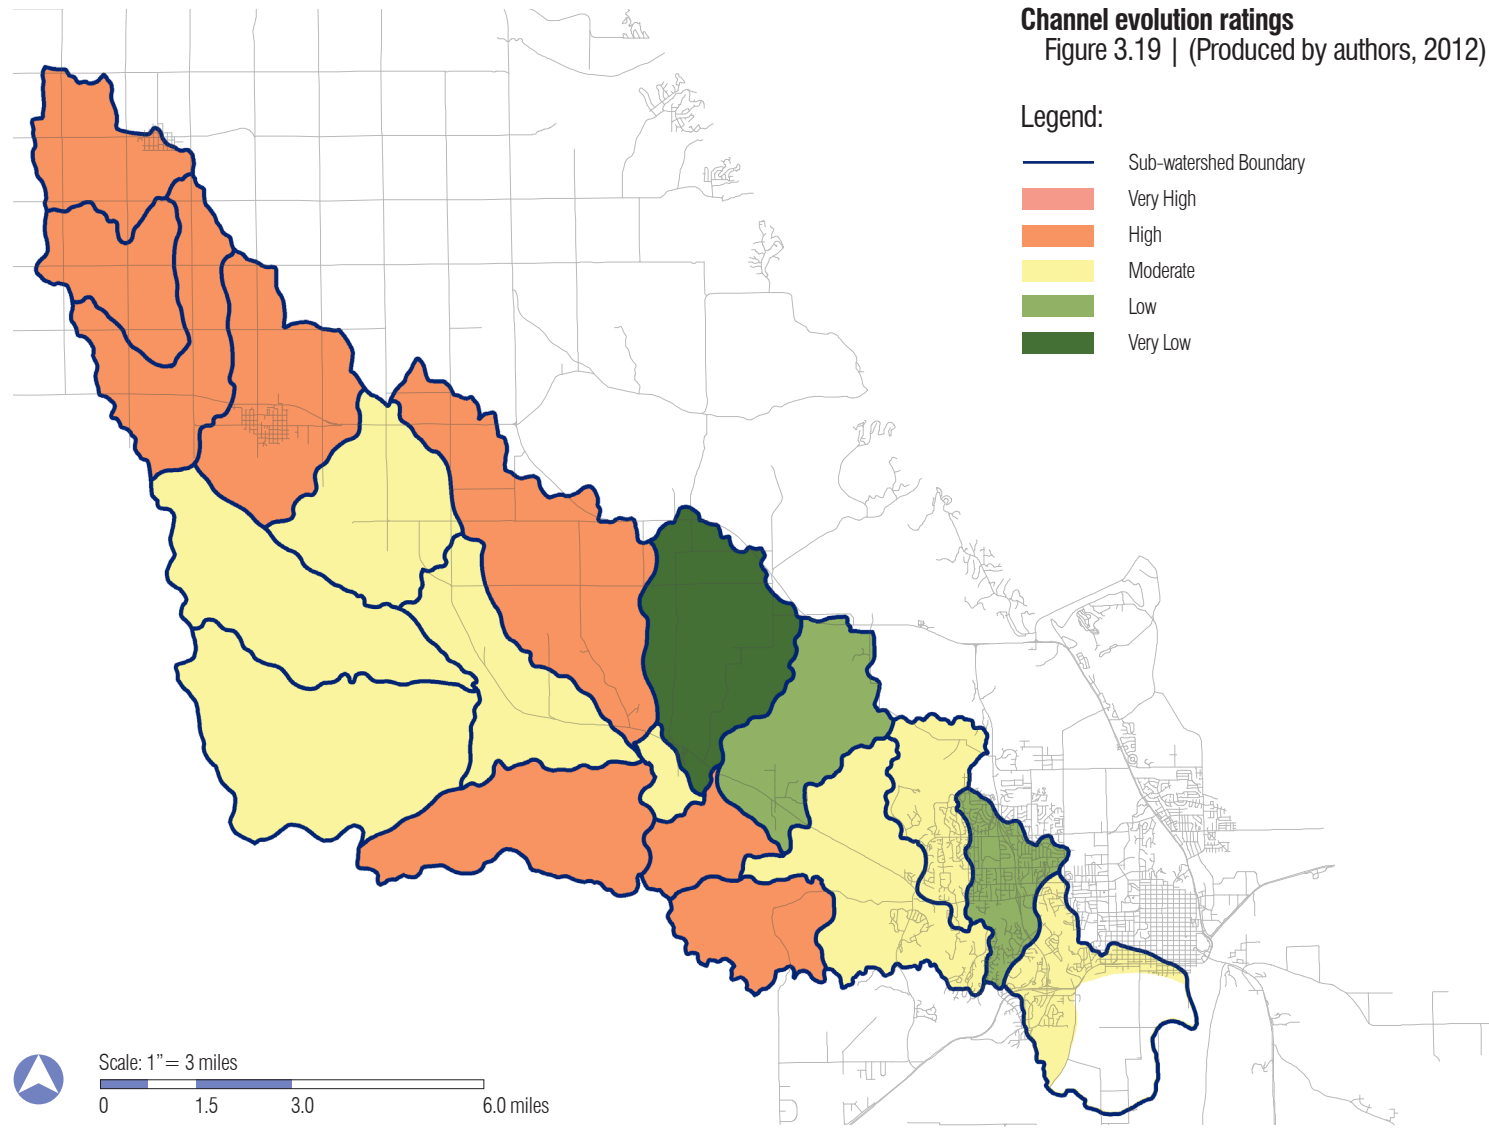 Channel evolution ratings
Figure 3.19 | (Produced by authors, 2012)
Legend:
Sub-watershed Boundary
Very High
High
Moderate
Low
Very Low
Scale: 1”= 3 miles
0 1.5 3.0 6.0 miles